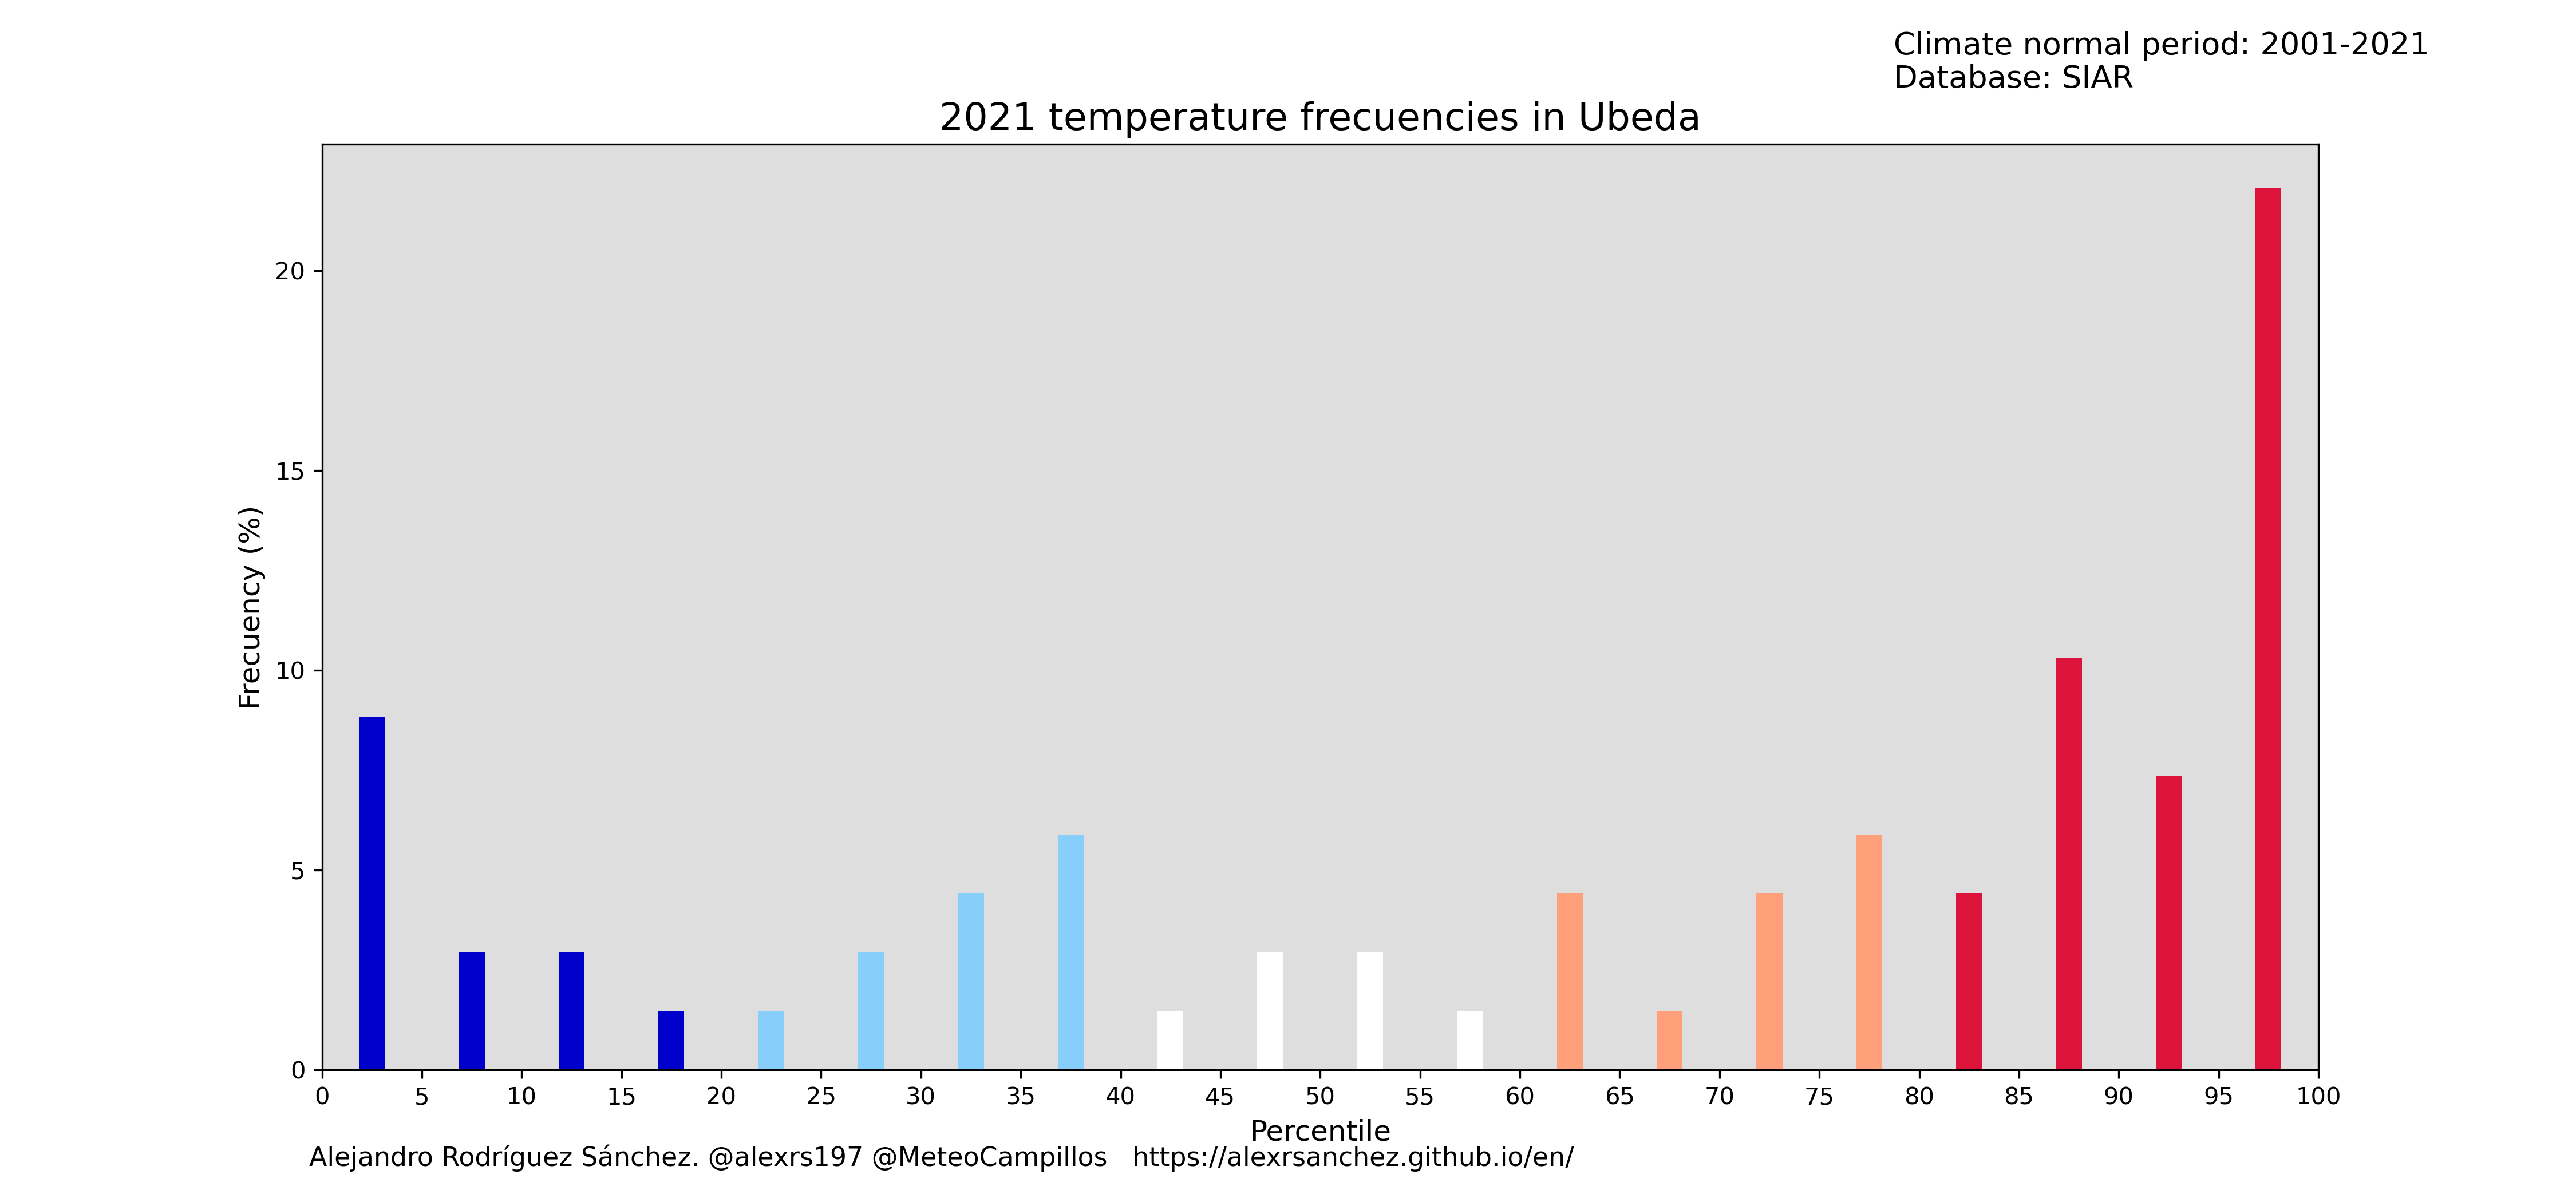 Climate normal period: 2001-2021
Database: SIAR
2021 temperature frecuencies in Ubeda
Frecuency (%)
20
15
10
5
0
0 5 10 15 20 25 30 35 40 45 50 55 60 65 70 75 80 85 90 95 100
Percentile
Alejandro Rodríguez Sánchez. @alexrs197 @MeteoCampillos https://alexrsanchez.github.io/en/